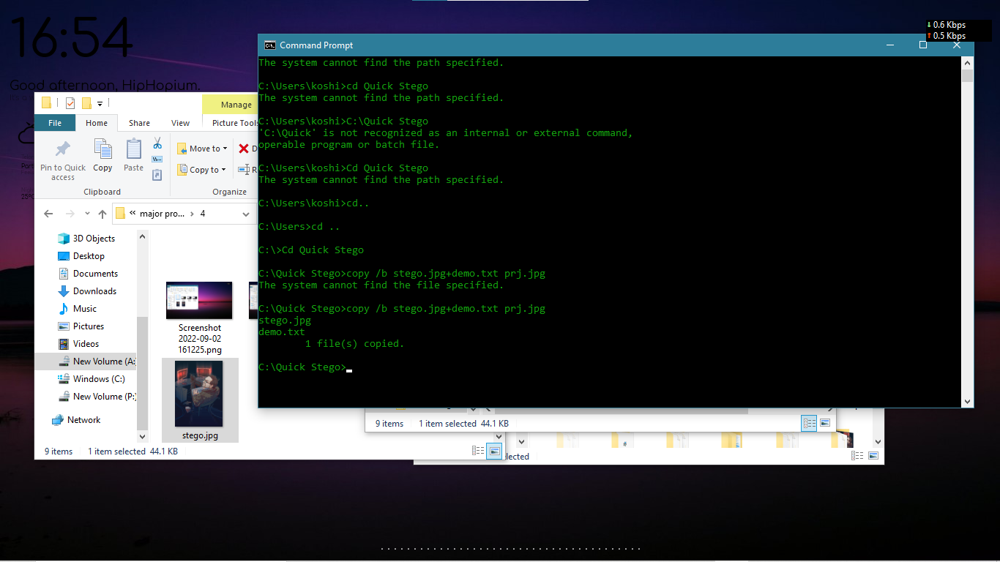 16:54
Good afternoon, HipHopium.
↓ 0.6 Kbps
↑ 0.5 Kbps
Manage
File
Home
Share
View
Picture Tools
Pin to Quick access
Copy
Paste
Move to
Copy to
Clipboard
Organize
« major pro... > 4
3D Objects
Desktop
Documents
Downloads
Music
Pictures
Videos
New Volume (A:)
Windows (C:)
New Volume (P:)
Network
Screenshot
2022-09-02
161225.png
stego.jpg
9 items 1 item selected 44.1 KB
Command Prompt
The system cannot find the path specified.
C:\Users\koshi>cd Quick Stego
The system cannot find the path specified.
C:\Users\koshi>C:\Quick Stego
'C:\Quick' is not recognized as an internal or external command,
operable program or batch file.
C:\Users\koshi>Cd Quick Stego
The system cannot find the path specified.
C:\Users\koshi>cd..
C:\Users>cd ..
C:\>Cd Quick Stego
C:\Quick Stego>copy /b stego.jpg+demo.txt prj.jpg
The system cannot find the file specified.
C:\Quick Stego>copy /b stego.jpg+demo.txt prj.jpg
stego.jpg
demo.txt
1 file(s) copied.
C:\Quick Stego>
9 items 1 item selected 44.1 KB
lected
25°C